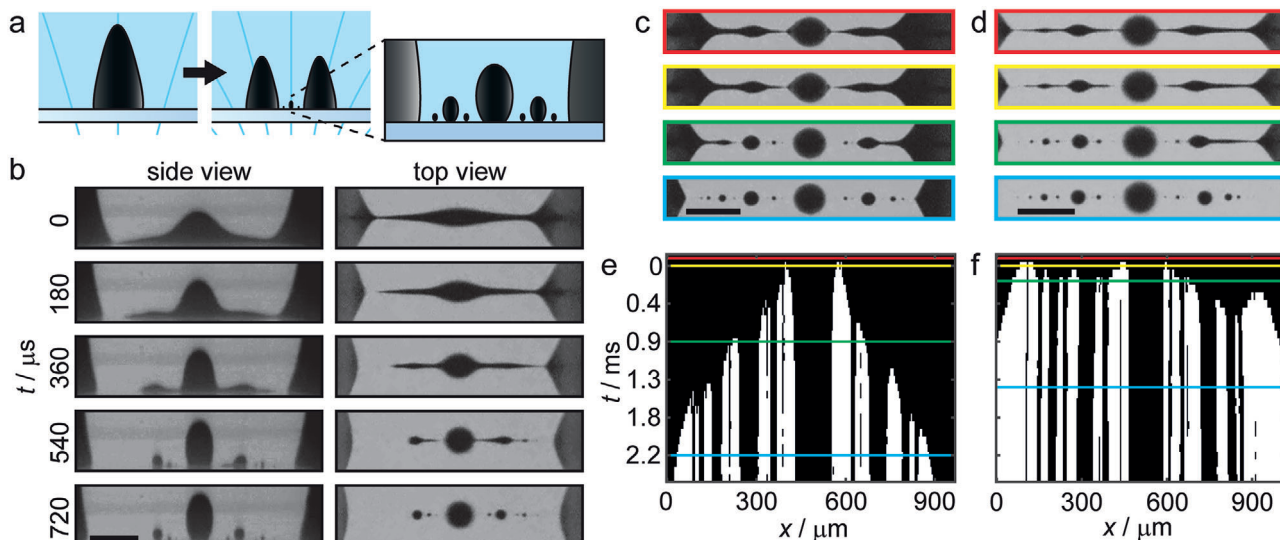 a
b
side view
top view
0
180
360
540
720
t / μs
c
d
e
f
0
0.4
0.9
1.3
1.8
2.2
t / ms
0
300
600
900
x / μm
0
300
600
900
x / μm